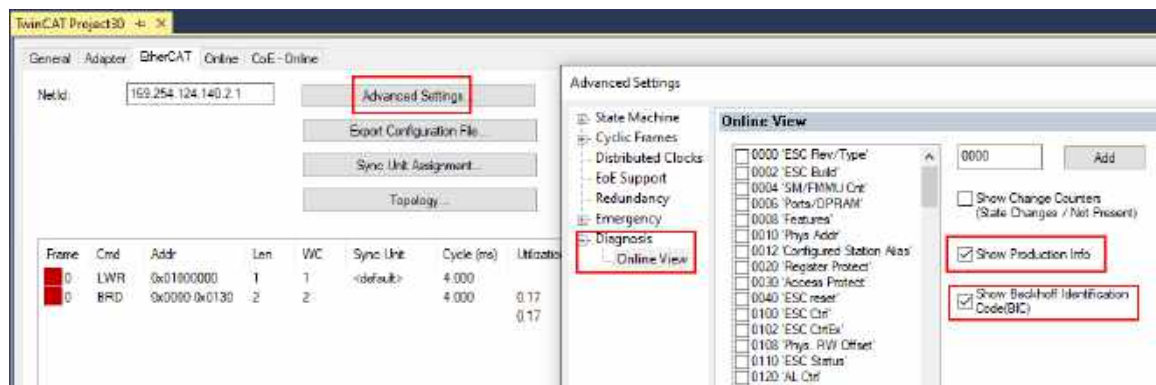 TwinCAT Project30
General Adapter EtherCAT Online CoE - Online
NetId: 169.254.124.140.2.1
Advanced Settings...
Export Configuration File...
Sync Unit Assignment...
Topology...
Frame Cmd Addr Len WC Sync Unit Cycle (ms) Utilizatio
0 LWR 0x01000000 1 1 <default> 4.000
0 BRD 0x0000 0x0130 2 2 4.000 0.17
0.17
Advanced Settings
State Machine
Cyclic Frames
Distributed Clocks
EoE Support
Redundancy
Emergency
Diagnosis
Online View
Online View
0000 'ESC Rev/Type'
0002 'ESC Build'
0004 'SM/FMMU Cnt'
0006 'Ports/DPRAM'
0008 'Features'
0010 'Phys Addr'
0012 'Configured Station Alias'
0020 'Register Protect'
0030 'Access Protect'
0040 'ESC reset'
0100 'ESC Ctrl'
0102 'ESC CtrlEx'
0108 'Phys. RW Offset'
0110 'ESC Status'
0120 'AL Ctrl'
0000 Add
Show Change Counters
(State Changes / Not Present)
Show Production Info
Show Beckhoff Identification
Code(BIC)